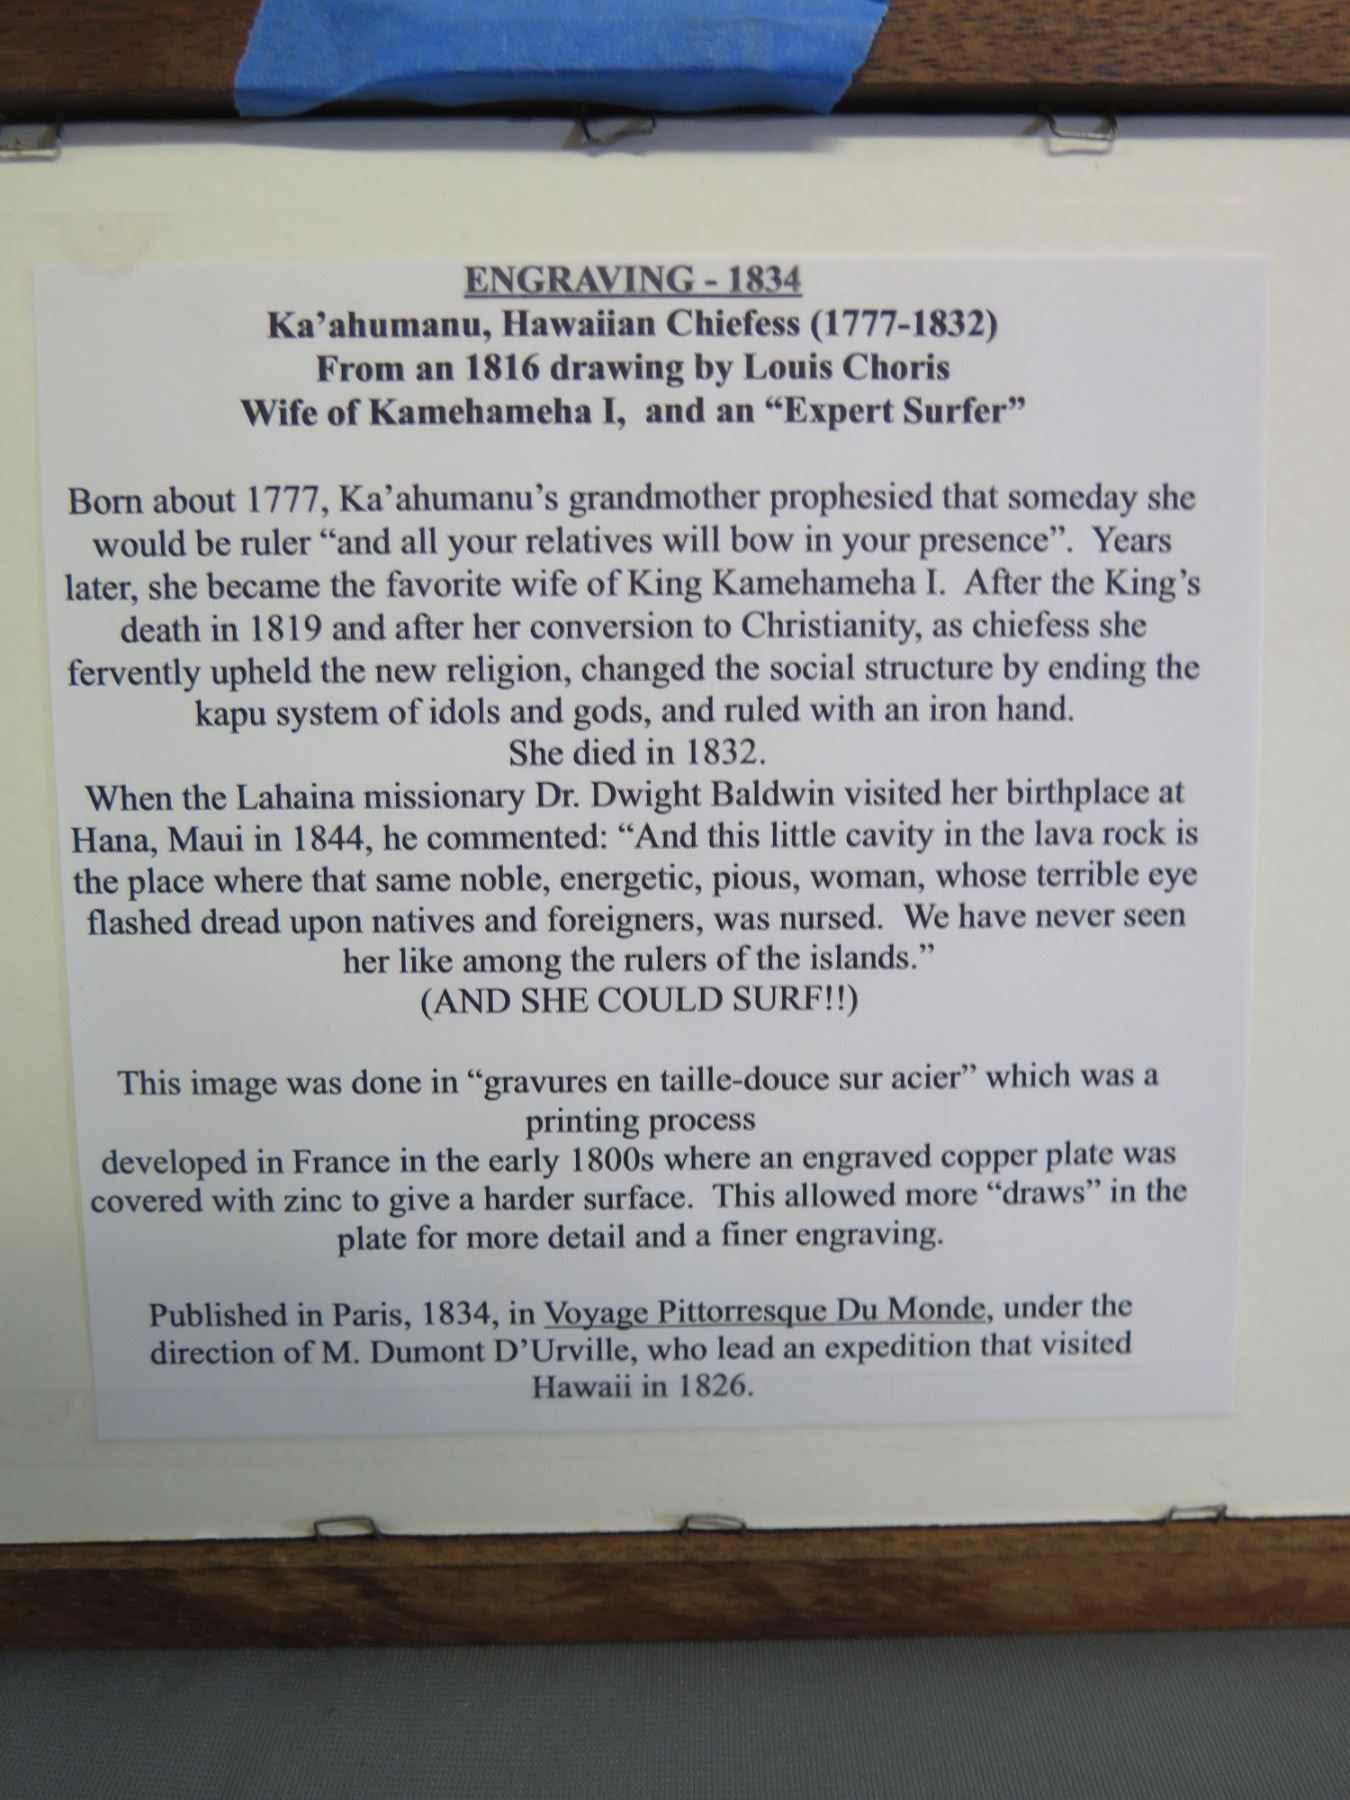 ENGRAVING - 1834
Ka’ahumanu, Hawaiian Chiefess (1777-1832)
From an 1816 drawing by Louis Choris
Wife of Kamehameha I, and an “Expert Surfer”
Born about 1777, Ka’ahumanu’s grandmother prophesied that someday she
would be ruler “and all your relatives will bow in your presence”. Years
later, she became the favorite wife of King Kamehameha I. After the King’s
death in 1819 and after her conversion to Christianity, as chiefess she
fervently upheld the new religion, changed the social structure by ending the
kapu system of idols and gods, and ruled with an iron hand.
She died in 1832.
When the Lahaina missionary Dr. Dwight Baldwin visited her birthplace at
Hana, Maui in 1844, he commented: “And this little cavity in the lava rock is
the place where that same noble, energetic, pious, woman, whose terrible eye
flashed dread upon natives and foreigners, was nursed. We have never seen
her like among the rulers of the islands.”
(AND SHE COULD SURF!!)
This image was done in “gravures en taille-douce sur acier” which was a
printing process
developed in France in the early 1800s where an engraved copper plate was
covered with zinc to give a harder surface. This allowed more “draws” in the
plate for more detail and a finer engraving.
Published in Paris, 1834, in Voyage Pittorresque Du Monde, under the
direction of M. Dumont D’Urville, who lead an expedition that visited
Hawaii in 1826.